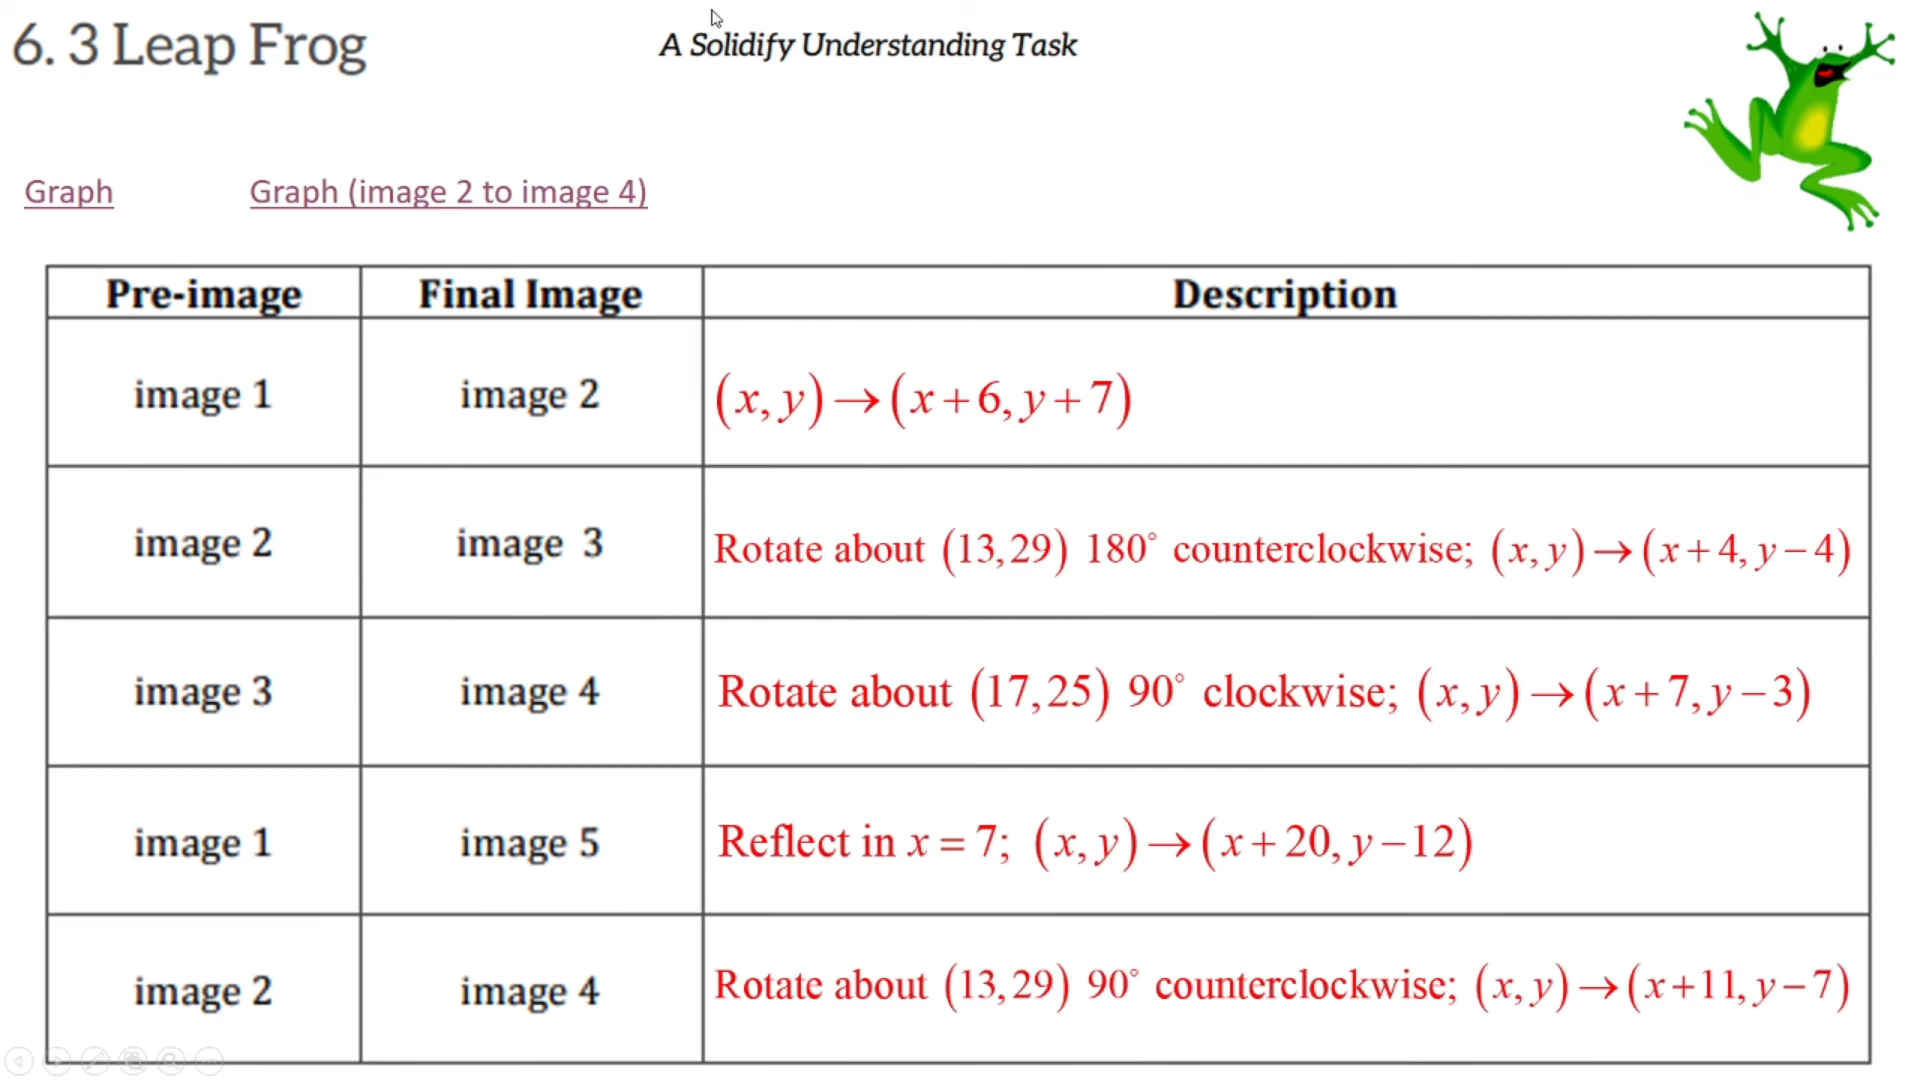 6. 3 Leap Frog
A Solidify Understanding Task
Graph
Graph (image 2 to image 4)
Pre-image Final Image Description
image 1 image 2 (x, y) → (x + 6, y + 7)
image 2 image 3 Rotate about (13, 29) 180° counterclockwise; (x, y) → (x + 4, y − 4)
image 3 image 4 Rotate about (17, 25) 90° clockwise; (x, y) → (x + 7, y − 3)
image 1 image 5 Reflect in x = 7; (x, y) → (x + 20, y − 12)
image 2 image 4 Rotate about (13, 29) 90° counterclockwise; (x, y) → (x + 11, y − 7)